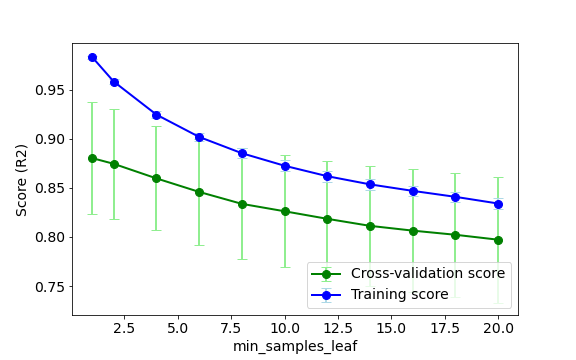 0.95
0.90
0.85
0.80
0.75
Score (R2)
Cross-validation score
Training score
2.5 5.0 7.5 10.0 12.5 15.0 17.5 20.0
min_samples_leaf